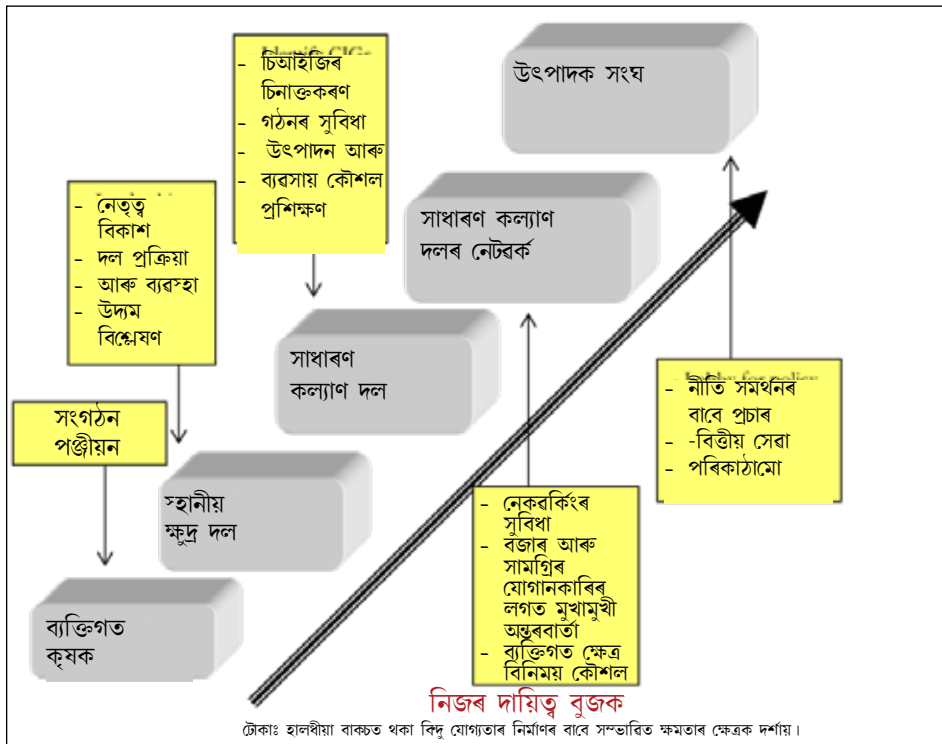 - চিআইজিৰ
চিনাক্তকৰণ
- গঠনৰ সুবিধা
- উৎপাদন আৰু
- ব্যৱসায় কৌশল
প্ৰশিক্ষণ
উৎপাদক সংঘ
- নেতৃত্ব
বিকাশ
- দল প্ৰক্ৰিয়া
- আৰু ব্যৱস্হা
- উদ্যম
বিশ্লেষণ
সাধাৰণ কল্যাণ
দলৰ নেটৱৰ্ক
সাধাৰণ
কল্যাণ দল
- নীতি সমৰ্থনৰ
বাবে প্ৰচাৰ
- -বিত্তীয় সেৱা
- পৰিকাঠামো
সংগঠন
পঞ্জীয়ন
স্হানীয়
ক্ষুদ্ৰ দল
- নেকৱৰ্কিংৰ
সুবিধা
- বজাৰ আৰু
সামগ্ৰিৰ
যোগানকাৰিৰ
লগত মুখামুখী
অন্তৰবাৰ্তা
- ব্যক্তিগত ক্ষেত্ৰ
বিনিময় কৌশল
ব্যক্তিগত
কৃষক
নিজৰ দায়িত্ব বুজক
টোকাঃ হালধীয়া বাকচত থকা বিন্দু যোগ্যতাৰ নিৰ্মাণৰ বাবে সম্ভাৱিত ক্ষমতাৰ ক্ষেত্ৰক দৰ্শায়।